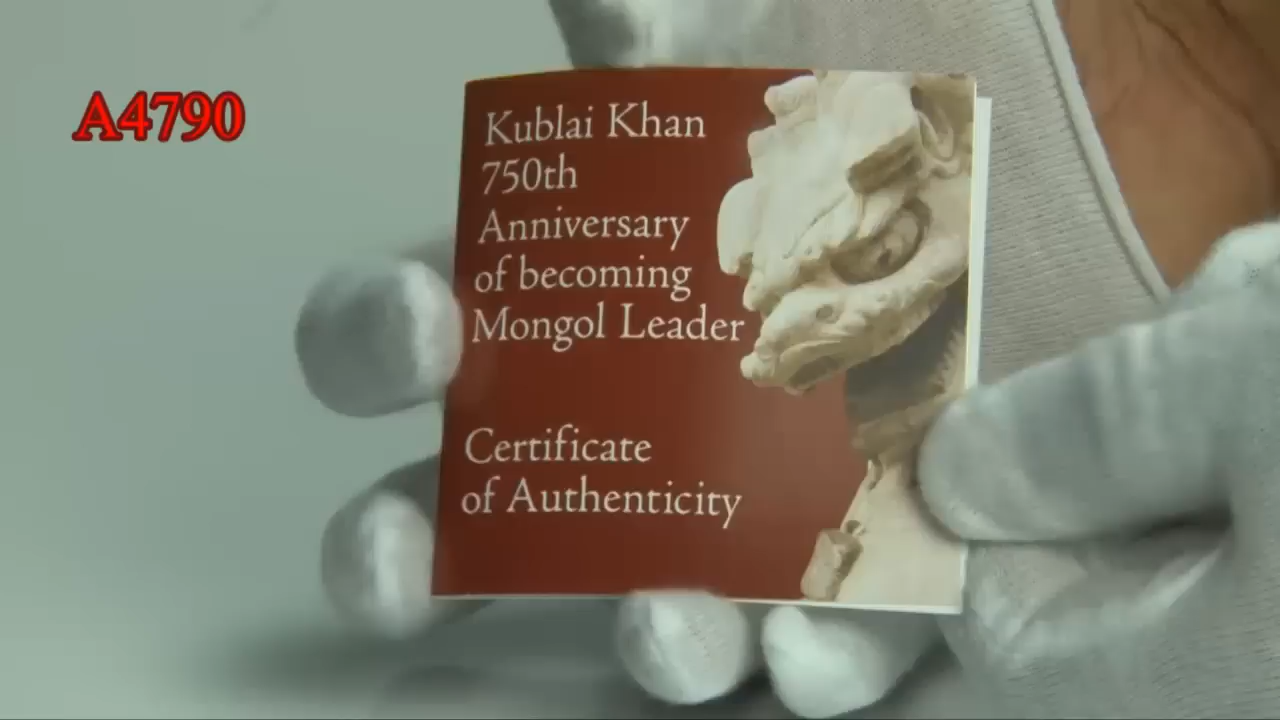 A4790
Kublai Khan
750th
Anniversary
of becoming
Mongol Leader
Certificate
of Authenticity